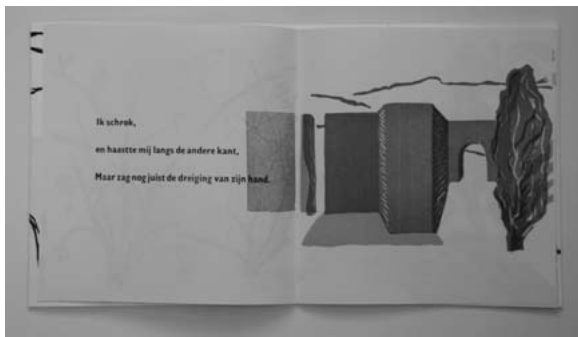 Ik schrok,
en haastte mij langs de andere kant,
Maar zag nog juist de dreiging van zijn hand.